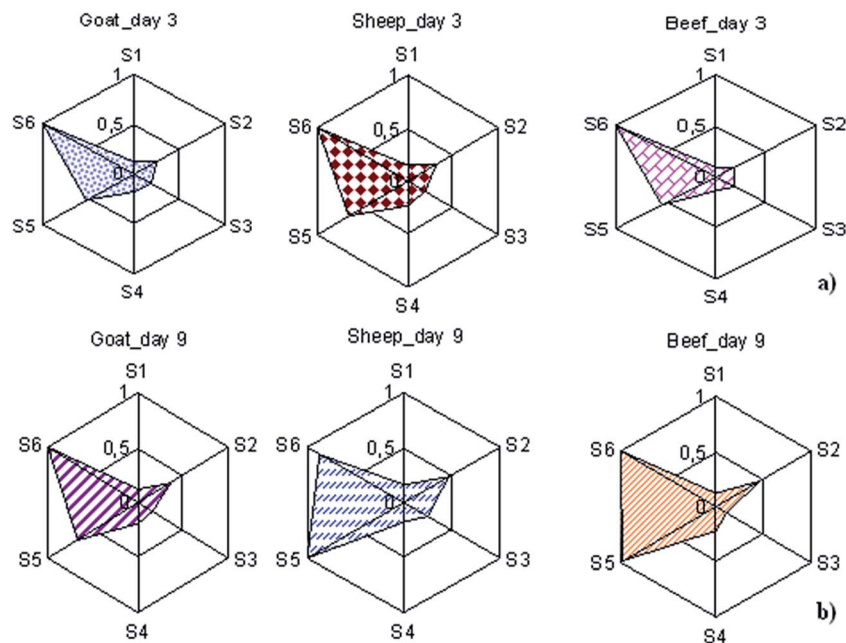 Goat_day 3
S1
1
S6
0,5
S2
0
S5
S3
S4
Sheep_day 3
S1
1
S6
0,5
S2
0
S5
S3
S4
Beef_day 3
S1
1
S6
0,5
S2
0
S5
S3
S4
a)
Goat_day 9
S1
1
S6
0,5
S2
0
S5
S3
S4
Sheep_day 9
S1
1
S6
0,5
S2
0
S5
S3
S4
Beef_day 9
S1
1
S6
0,5
S2
0
S5
S3
S4
b)